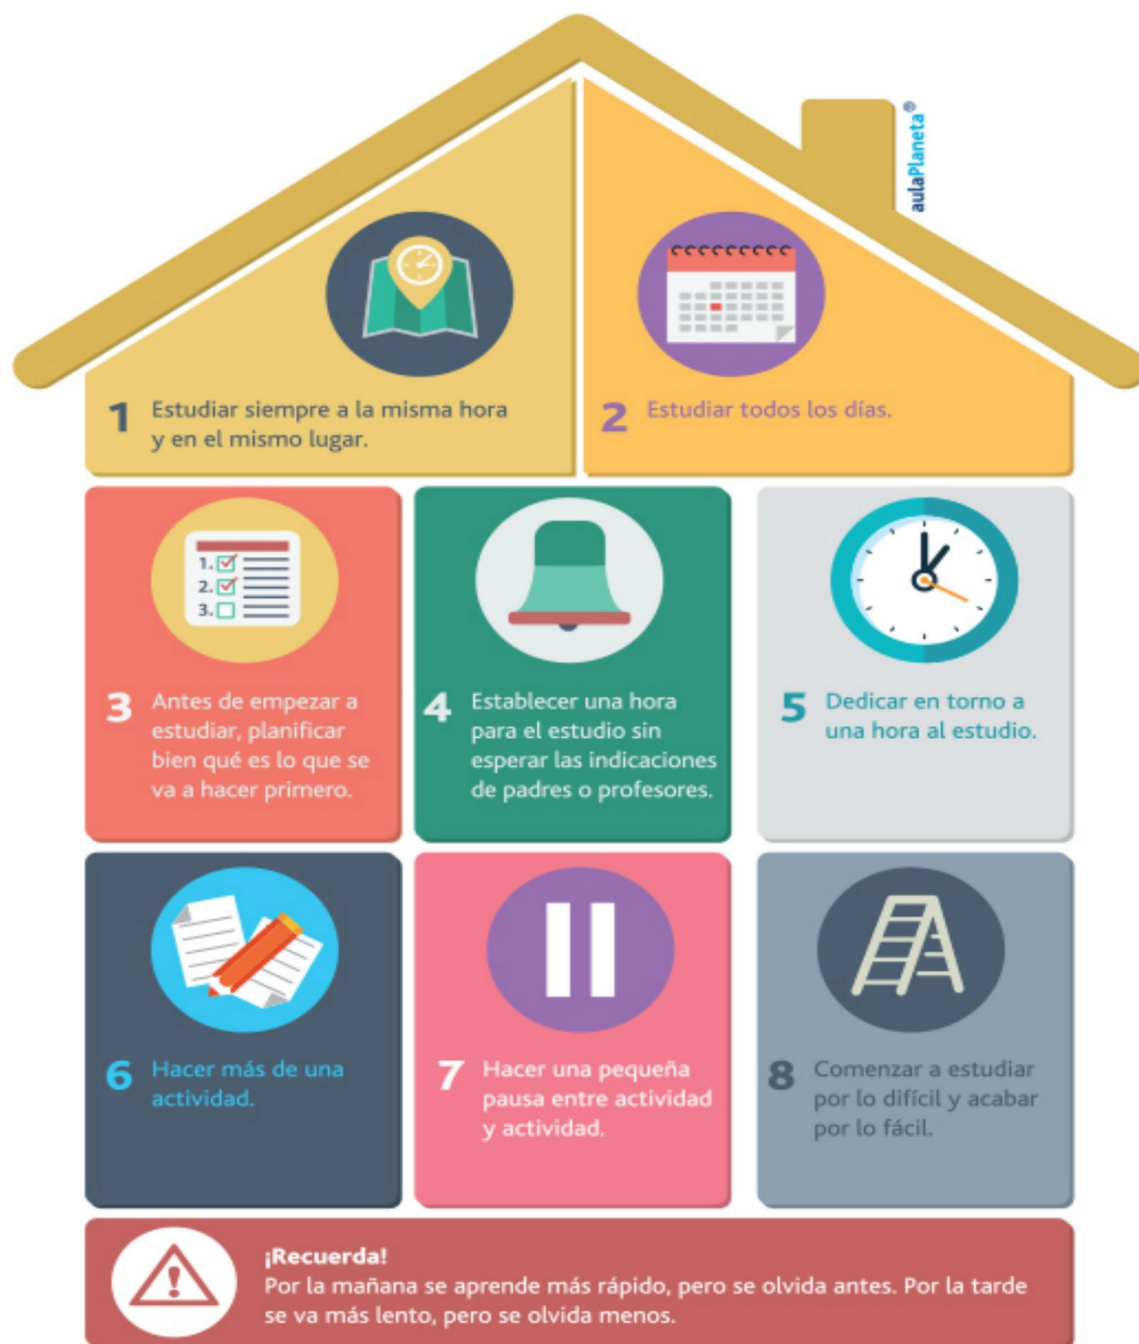 aulaPlaneta®
1 Estudiar siempre a la misma hora
y en el mismo lugar.
2 Estudiar todos los días.
1.
2.
3.
3 Antes de empezar a
estudiar, planificar
bien qué es lo que se
va a hacer primero.
4 Establecer una hora
para el estudio sin
esperar las indicaciones
de padres o profesores.
5 Dedicar en torno a
una hora al estudio.
6 Hacer más de una
actividad.
7 Hacer una pequeña
pausa entre actividad
y actividad.
8 Comenzar a estudiar
por lo difícil y acabar
por lo fácil.
¡Recuerda!
Por la mañana se aprende más rápido, pero se olvida antes. Por la tarde
se va más lento, pero se olvida menos.